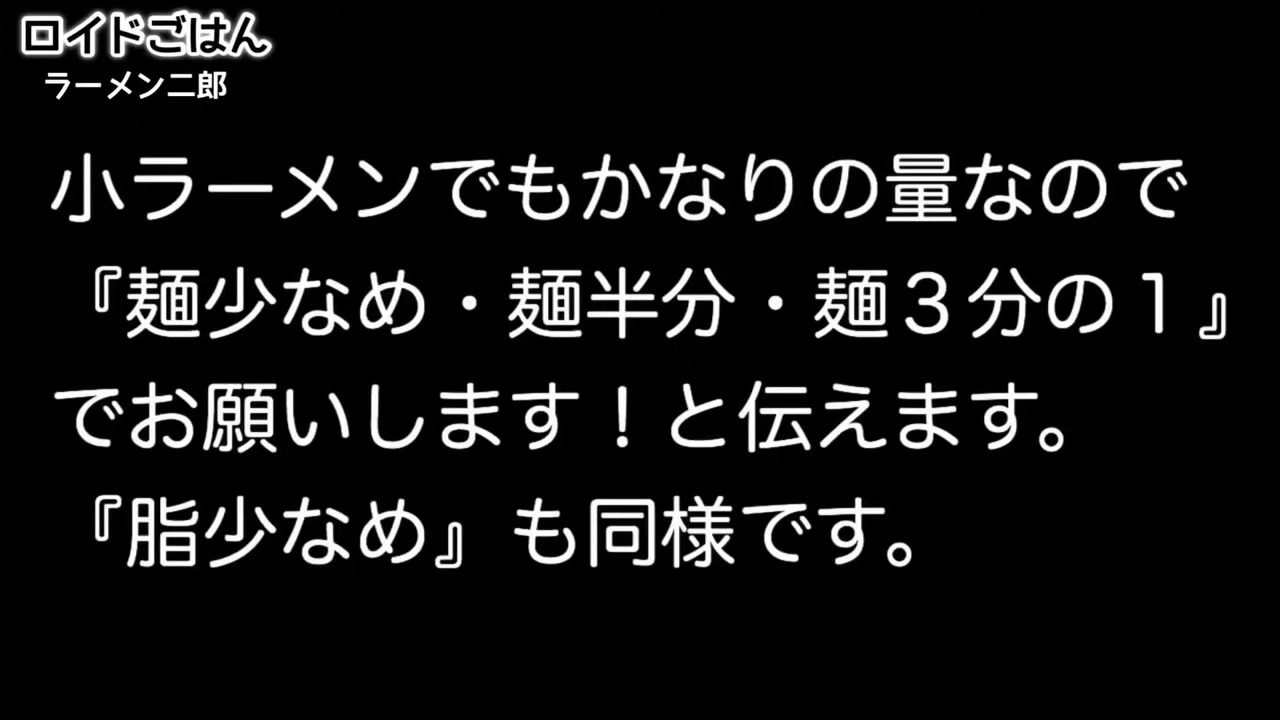 ロイドごはん
ラーメン二郎
小ラーメンでもかなりの量なので
『麺少なめ・麺半分・麺３分の１』
でお願いします！と伝えます。
『脂少なめ』も同様です。